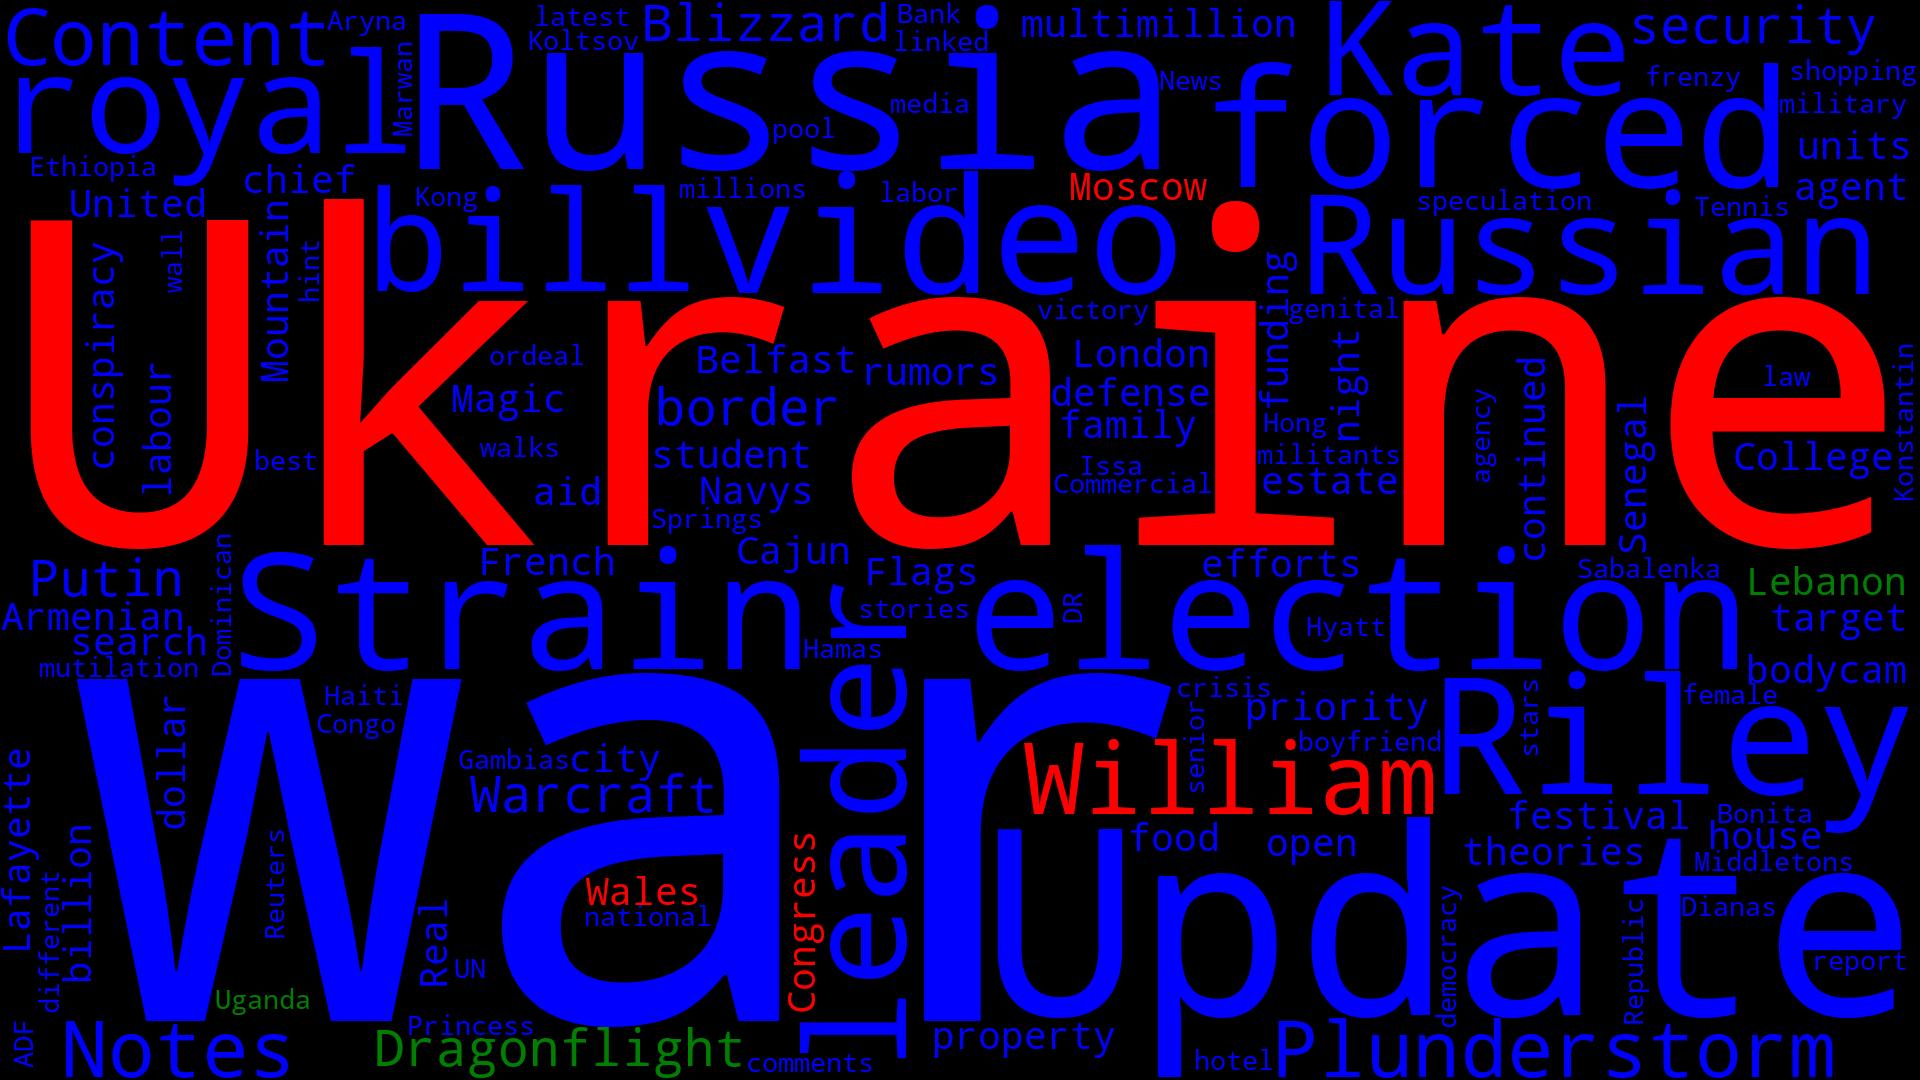 Content
Aryna
latest
Koltsov
Blizzard
Bank
linked
multimillion
Kate
security
royal
Marwan
Russia
media
pool
News
forced
frenzy
shopping
military
units
agent
Ethiopia
chief
United
Kong
millions
labor
Moscow
speculation
Tennis
Russian
billvideo
Ukraine
conspiracy
wall
labour
Mountain
hint
best
ordeal
Magic
walks
aid
Belfast
rumors
border
student
Navys
Springs
victory
London
defense
family
Issa
Commercial
funding
genital
night
Hong
militants
estate
agency
continued
Senegal
law
College
Konstantin
Putin
Armenian
search
mutilation
Dominican
Strain
French
Cajun
Flags
stories
Hamas
leader
election
DR
efforts
Hyatt
Sabalenka
Lebanon
target
bodycam
female
War
Haiti
Congo
dollar
Gambias
city
Warcraft
crisis
senior
priority
boyfriend
William
Riley
stars
Lafayette
different
billion
Reuters
Real
UN
Wales
national
Congress
Update
food
open
festival
Bonita
house
theories
Middletons
Dianas
democracy
Republic
report
Uganda
ADF
Notes
Princess
Dragonflight
comments
property
hotel
Plunderstorm